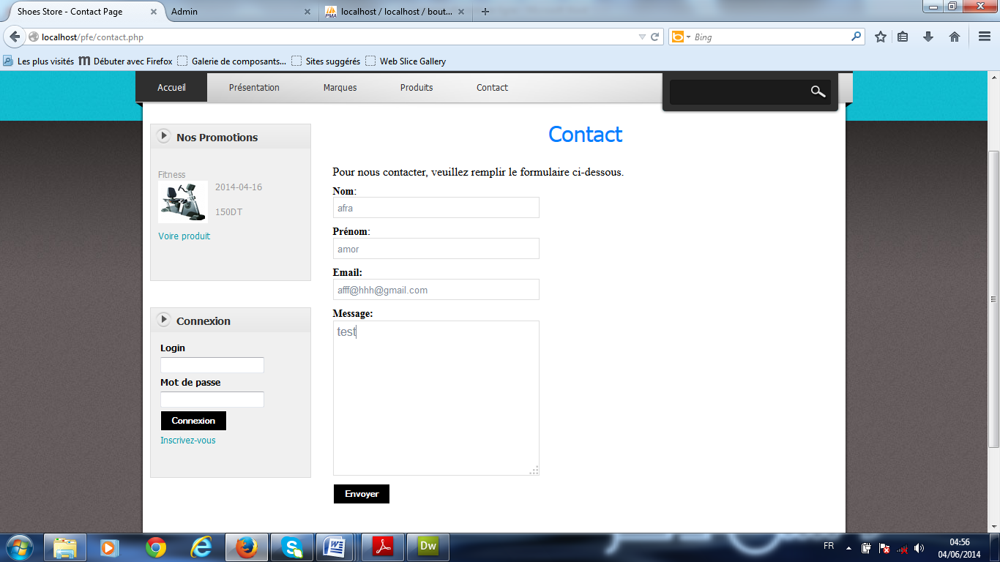 Shoes Store - Contact Page
Admin
PMA
localhost / localhost / bout...
localhost/pfe/contact.php
Bing
Les plus visités
Débuter avec Firefox
Galerie de composants...
Sites suggérés
Web Slice Gallery
Accueil
Présentation
Marques
Produits
Contact
Nos Promotions
Fitness
2014-04-16
150DT
Voire produit
Connexion
Login
Mot de passe
Connexion
Inscrivez-vous
Contact
Pour nous contacter, veuillez remplir le formulaire ci-dessous.
Nom:
afra
Prénom:
amor
Email:
afff@hhh@gmail.com
Message:
test
Envoyer
Dw
FR
04:56
04/06/2014